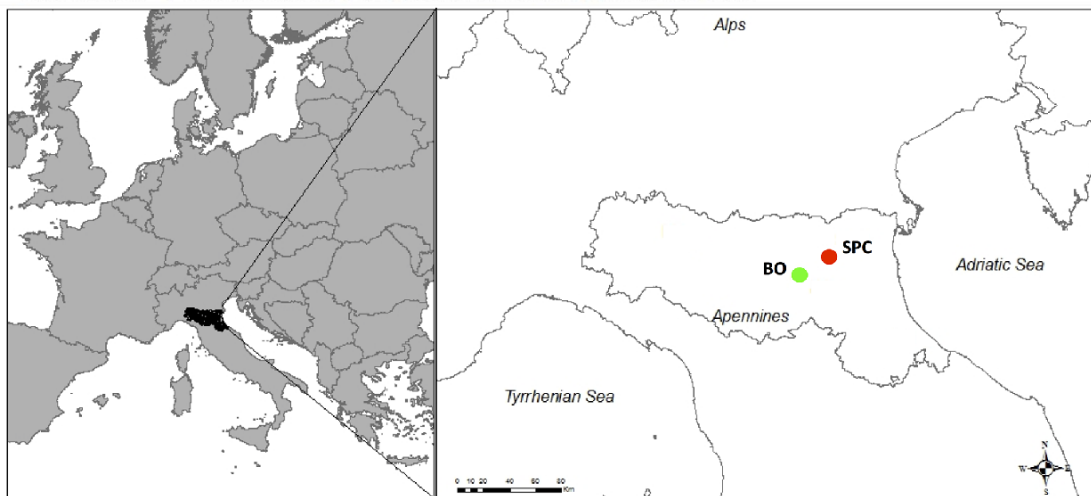 Alps
SPC
BO
Adriatic Sea
Apennines
Tyrrhenian Sea
N
W E
S
0 10 20 40 60 80
Km